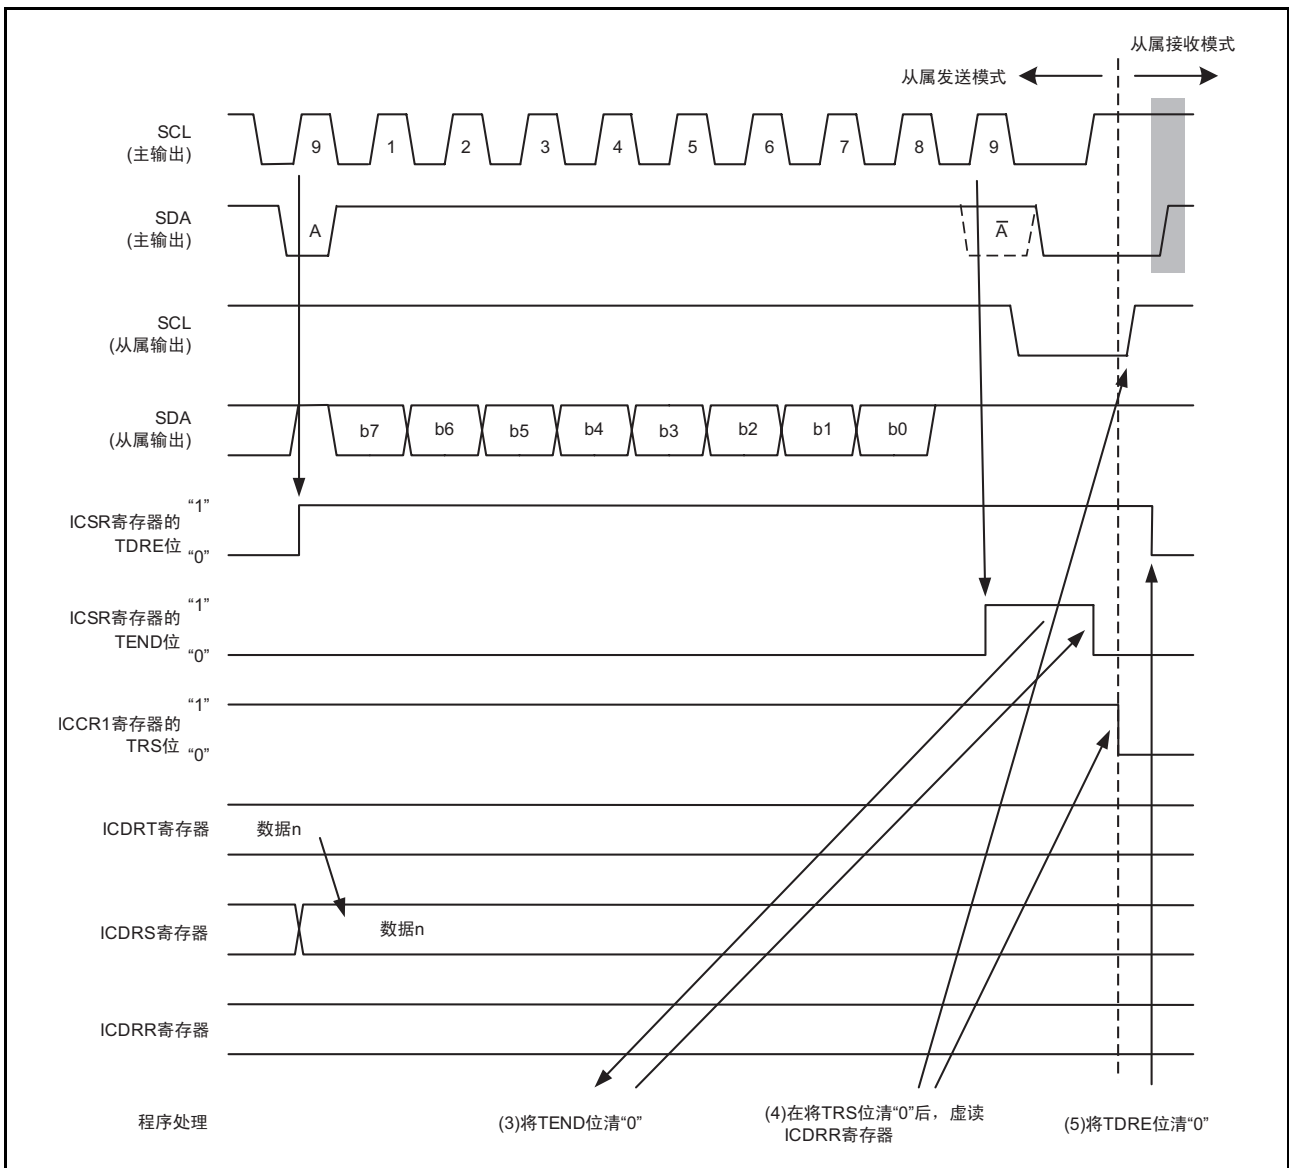 从属接收模式
从属发送模式
SCL
(主输出)
9 1 2 3 4 5 6 7 8 9
SDA
(主输出)
A A̅
SCL
(从属输出)
SDA
(从属输出)
b7 b6 b5 b4 b3 b2 b1 b0
ICSR寄存器的
TDRE位
“1”
“0”
ICSR寄存器的
TEND位
“1”
“0”
ICCR1寄存器的
TRS位
“1”
“0”
ICDRT寄存器
数据n
ICDRS寄存器
数据n
ICDRR寄存器
程序处理
(3)将TEND位清“0”
(4)在将TRS位清“0”后，虚读
ICDRR寄存器
(5)将TDRE位清“0”